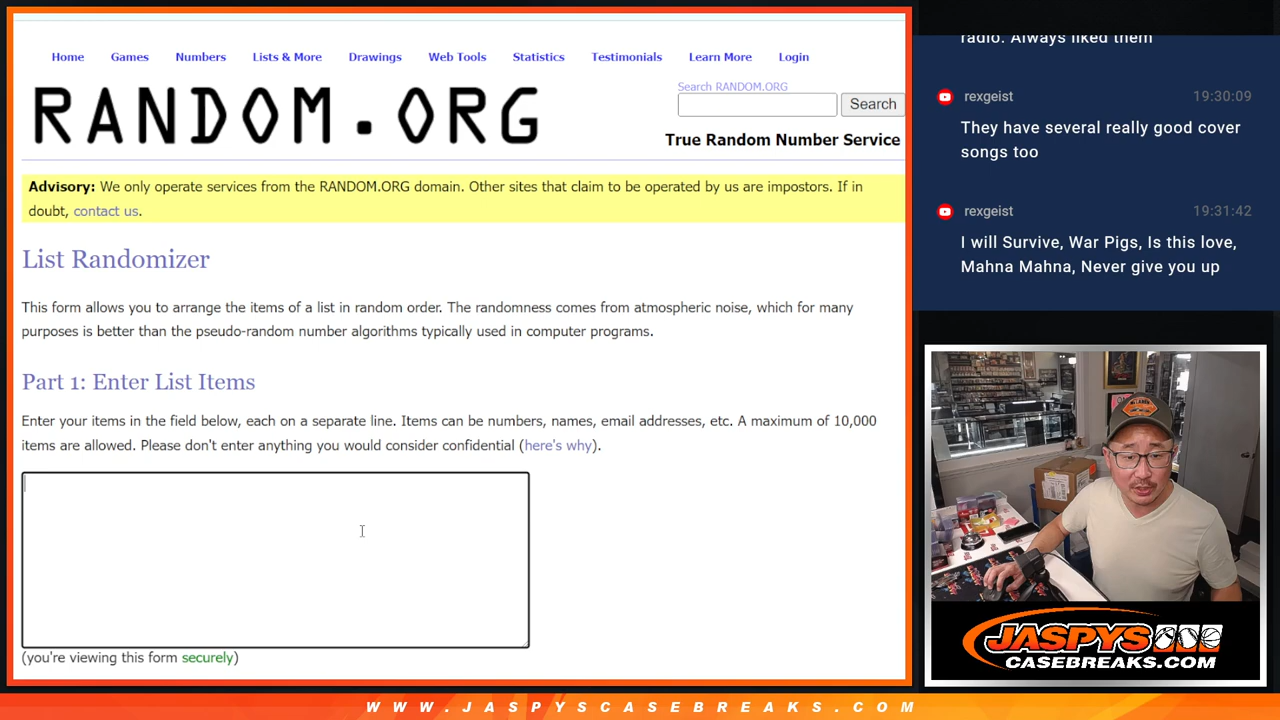 Home Games Numbers Lists & More Drawings Web Tools Statistics Testimonials Learn More Login
RANDOM.ORG
Search RANDOM.ORG
Search
True Random Number Service
Advisory: We only operate services from the RANDOM.ORG domain. Other sites that claim to be operated by us are impostors. If in
doubt, contact us.
List Randomizer
This form allows you to arrange the items of a list in random order. The randomness comes from atmospheric noise, which for many
purposes is better than the pseudo-random number algorithms typically used in computer programs.
Part 1: Enter List Items
Enter your items in the field below, each on a separate line. Items can be numbers, names, email addresses, etc. A maximum of 10,000
items are allowed. Please don't enter anything you would consider confidential (here's why).
(you're viewing this form securely)
radio. Always liked them
rexgeist 19:30:09
They have several really good cover
songs too
rexgeist 19:31:42
I will Survive, War Pigs, Is this love,
Mahna Mahna, Never give you up
JASPYS
CASEBREAKS.COM
WWW.JASPYSCASEBREAKS.COM